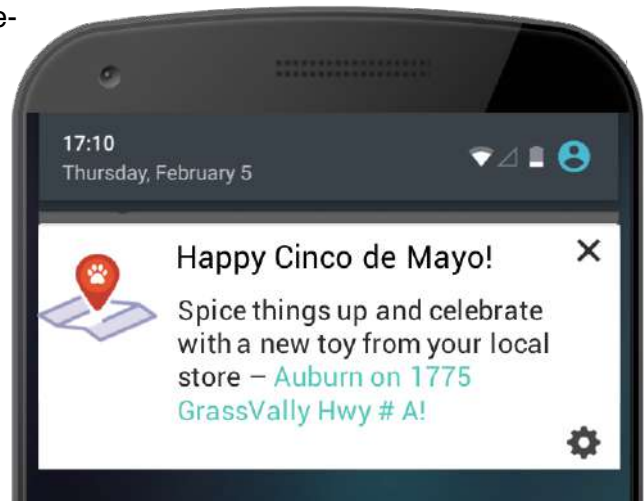 e-
17:10
Thursday, February 5
Happy Cinco de Mayo!
Spice things up and celebrate
with a new toy from your local
store – Auburn on 1775
GrassVally Hwy # A!